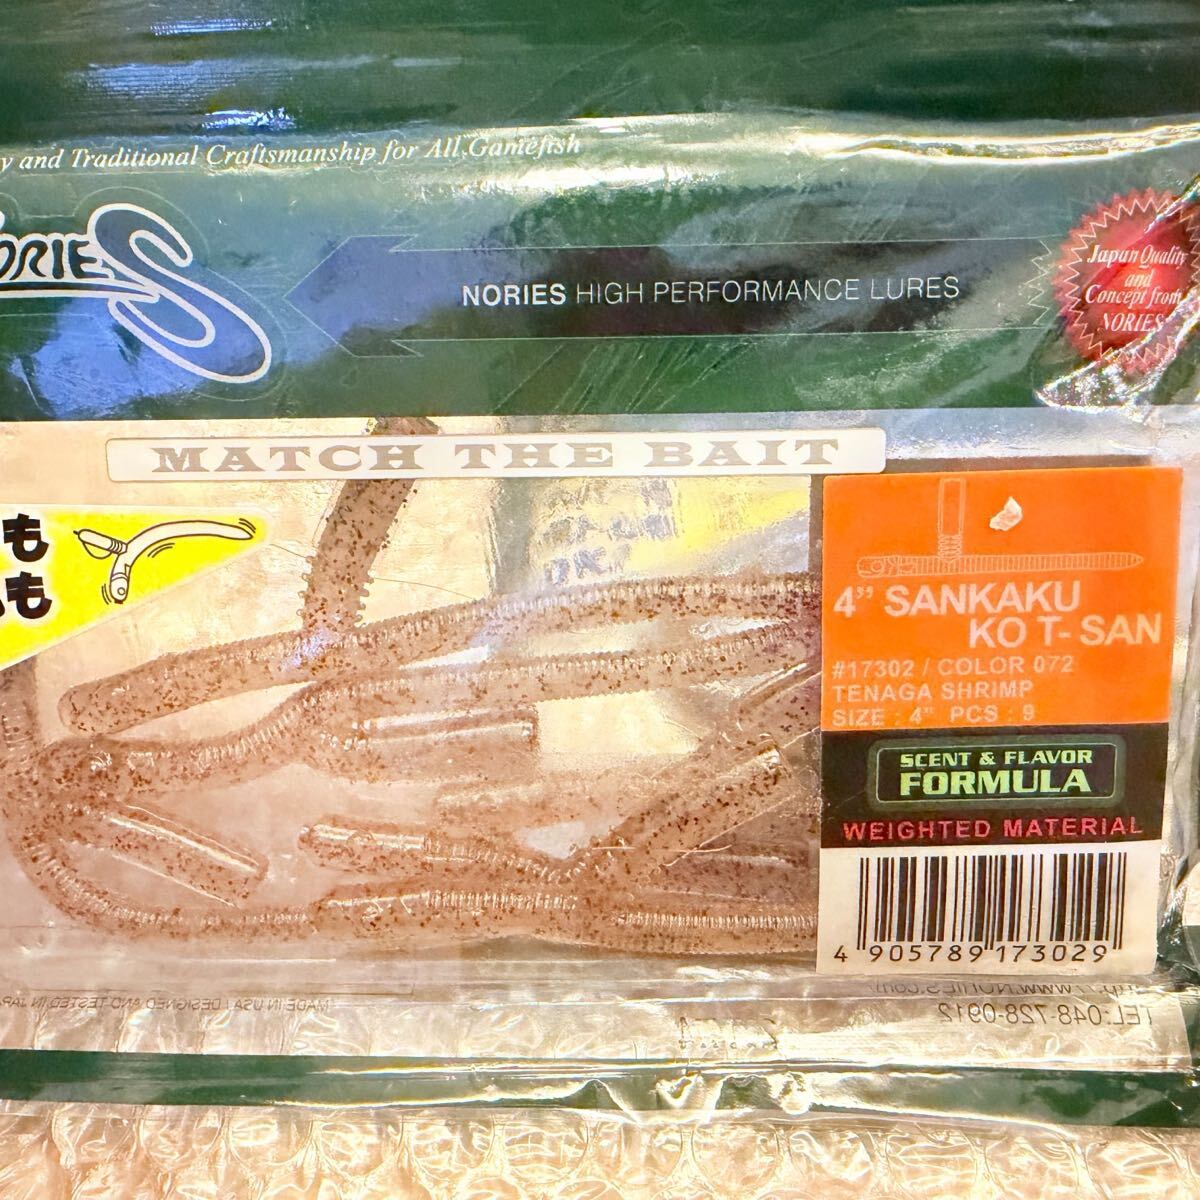 y and Traditional Craftsmanship for All Gamefish
ORIES
NORIES HIGH PERFORMANCE LURES
Japan Quality
and
Concept from
NORIES
MATCH THE BAIT
も
も
4" SANKAKU
KO T- SAN
#17302 / COLOR 072
TENAGA SHRIMP
SIZE : 4" PCS : 9
SCENT & FLAVOR
FORMULA
WEIGHTED MATERIAL
4 905789 173029
MADE IN USA / DESIGNED AND TESTED IN JAPA
TEL:048-728-0912